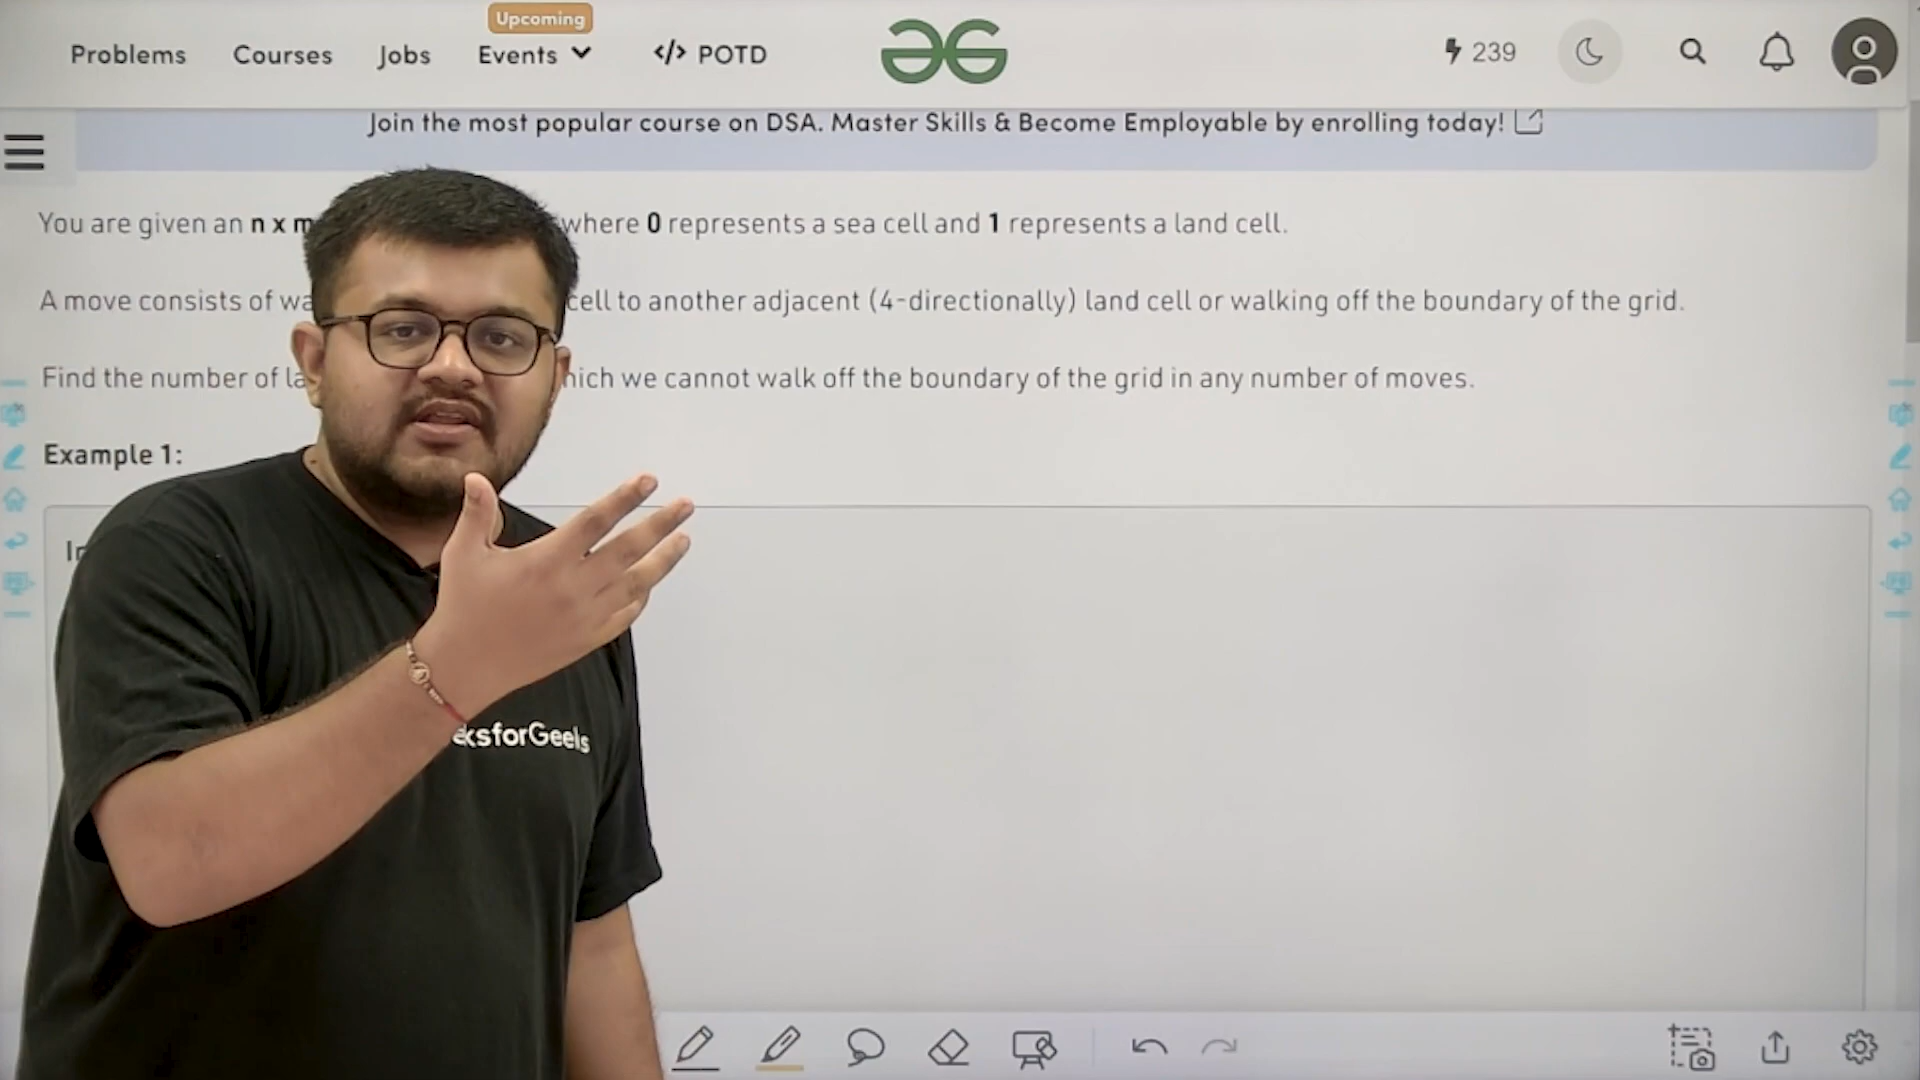 Upcoming
Problems Courses Jobs Events </> POTD 239
Join the most popular course on DSA. Master Skills & Become Employable by enrolling today!
You are given an n x m where 0 represents a sea cell and 1 represents a land cell.
A move consists of wa cell to another adjacent (4-directionally) land cell or walking off the boundary of the grid.
Find the number of la hich we cannot walk off the boundary of the grid in any number of moves.
Example 1:
In
ksforGeeks